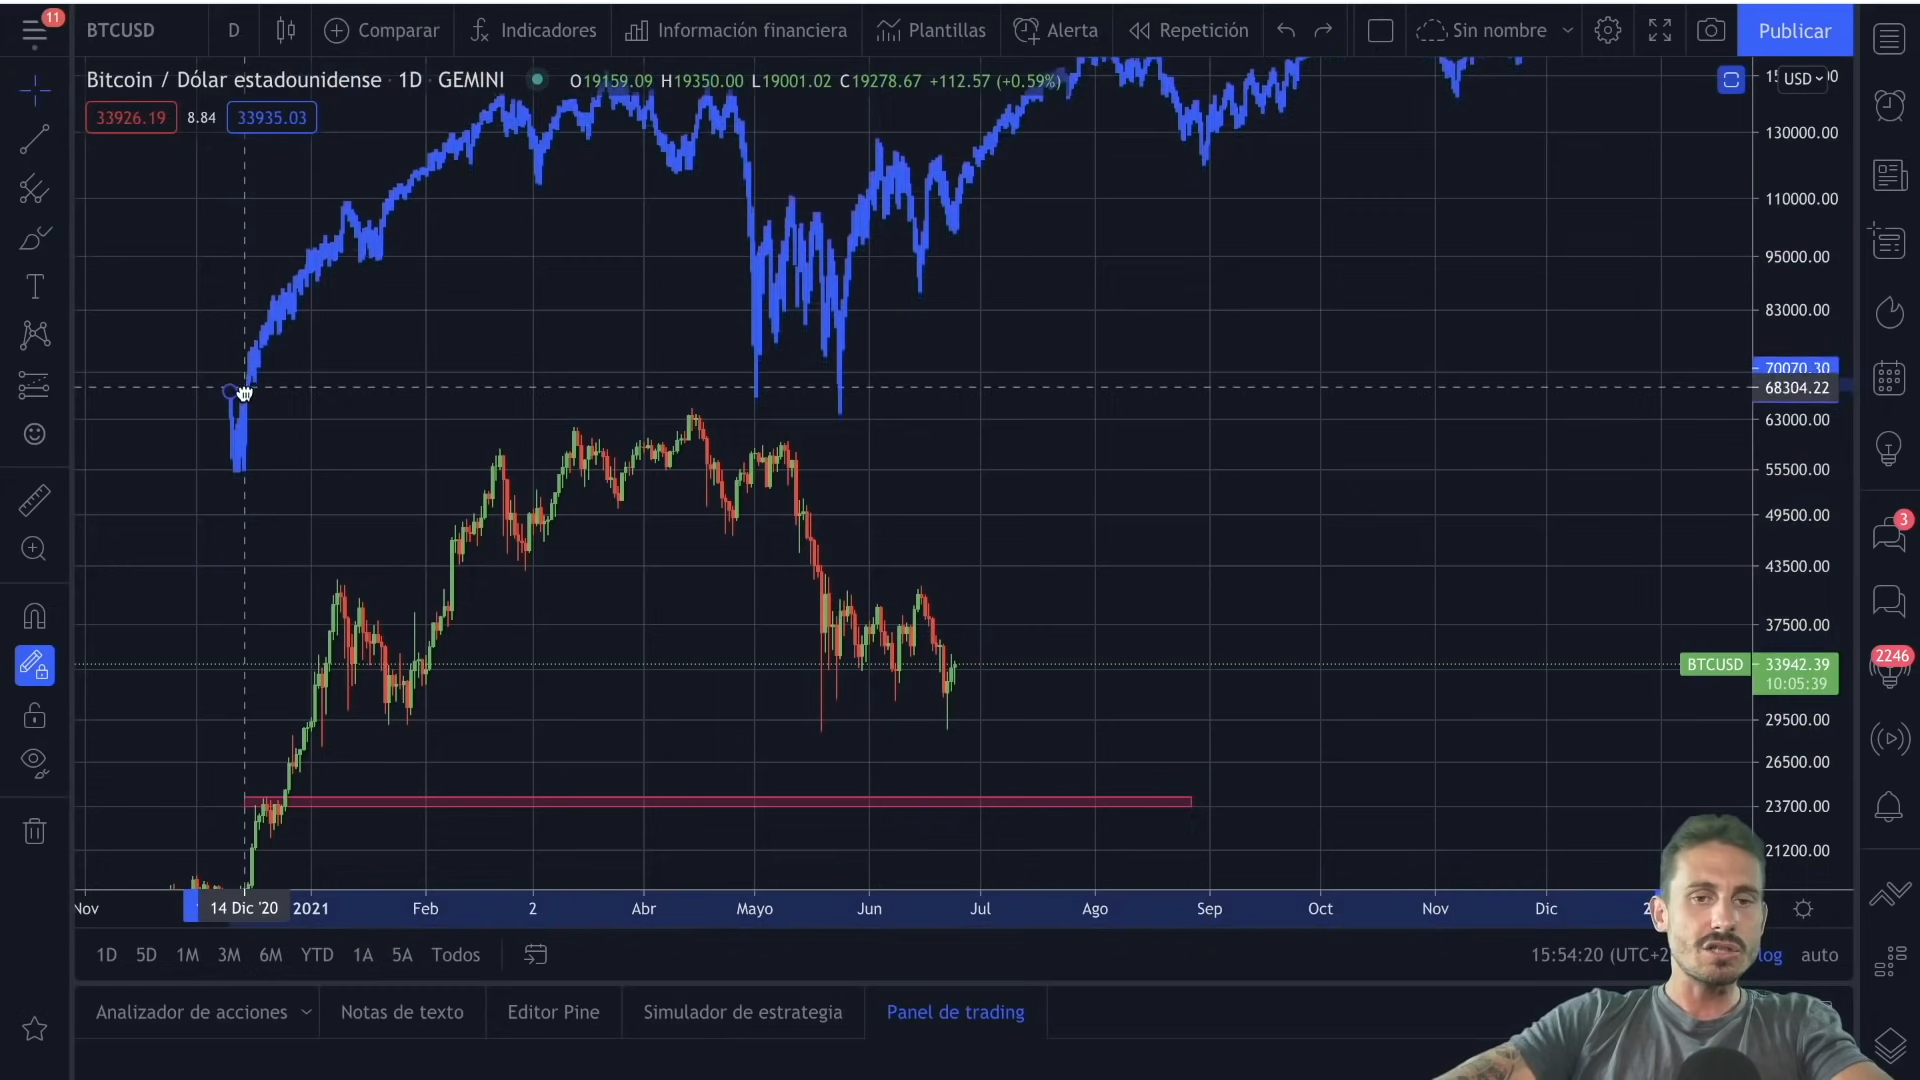 11
BTCUSD
D
Comparar
Indicadores
Información financiera
Plantillas
Alerta
Repetición
Sin nombre
Publicar
Bitcoin / Dólar estadounidense · 1D · GEMINI
O19159.09 H19350.00 L19001.02 C19278.67 +112.57 (+0.59%)
USD
33926.19
8.84
33935.03
130000.00
110000.00
95000.00
83000.00
70070.30
68304.22
63000.00
55500.00
49500.00
43500.00
37500.00
BTCUSD
33942.39
10:05:39
29500.00
26500.00
23700.00
21200.00
3
2246
Nov
14 Dic '20
2021
Feb
2
Abr
Mayo
Jun
Jul
Ago
Sep
Oct
Nov
Dic
1D 5D 1M 3M 6M YTD 1A 5A Todos
15:54:20 (UTC+2
log
auto
Analizador de acciones
Notas de texto
Editor Pine
Simulador de estrategia
Panel de trading